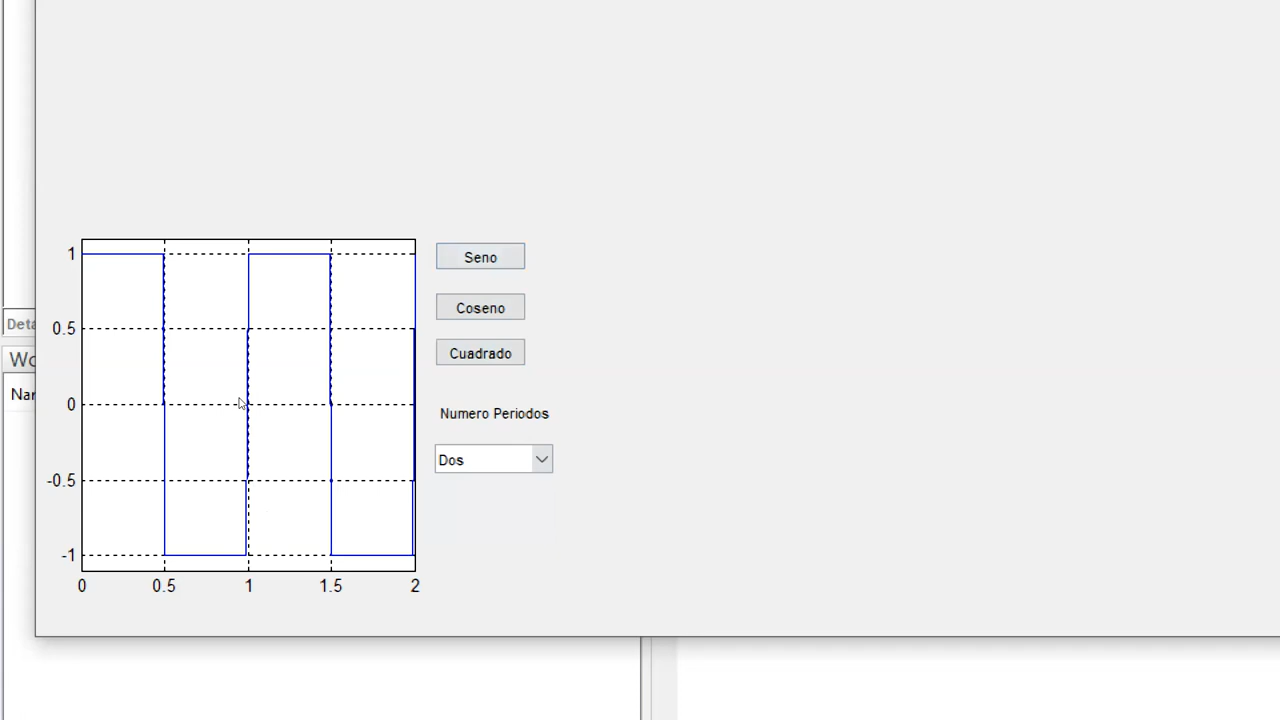 1
0.5
0
-0.5
-1
0 0.5 1 1.5 2
Seno
Coseno
Cuadrado
Numero Periodos
Dos